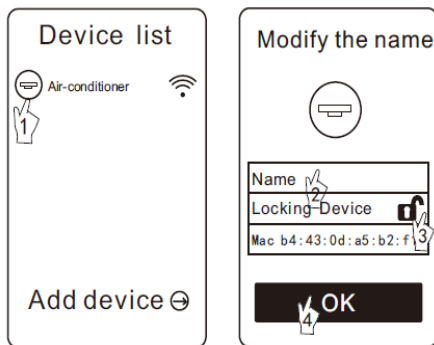 Device list
Air-conditioner
1
Add device
Modify the name
Name
2
Locking-Device
3
Mac b4:43:0d:a5:b2:f
OK
4